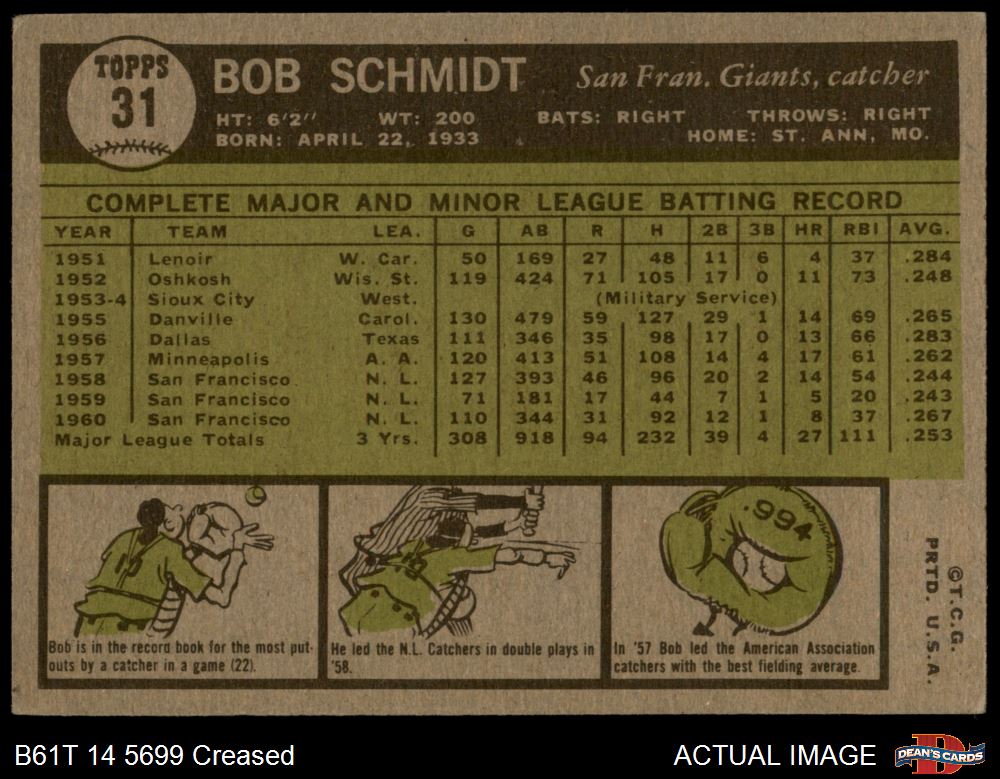 TOPPS
31
BOB SCHMIDT San Fran. Giants, catcher
HT: 6'2" WT: 200 BATS: RIGHT THROWS: RIGHT
BORN: APRIL 22, 1933 HOME: ST. ANN, MO.
COMPLETE MAJOR AND MINOR LEAGUE BATTING RECORD
YEAR TEAM LEA. G AB R H 2B 3B HR RBI AVG.
1951 Lenoir W. Car. 50 169 27 48 11 6 4 37 .284
1952 Oshkosh Wis. St. 119 424 71 105 17 0 11 73 .248
1953-4 Sioux City West. (Military Service)
1955 Danville Carol. 130 479 59 127 29 1 14 69 .265
1956 Dallas Texas 111 346 35 98 17 0 13 66 .283
1957 Minneapolis A. A. 120 413 51 108 14 4 17 61 .262
1958 San Francisco N. L. 127 393 46 96 20 2 14 54 .244
1959 San Francisco N. L. 71 181 17 44 7 1 5 20 .243
1960 San Francisco N. L. 110 344 31 92 12 1 8 37 .267
Major League Totals 3 Yrs. 308 918 94 232 39 4 27 111 .253
13
Bob is in the record book for the most put-
outs by a catcher in a game (22).
He led the N.L. Catchers in double plays in
'58.
.994
In '57 Bob led the American Association
catchers with the best fielding average.
©T.C.G.
PRTD. U.S.A.
B61T 14 5699 Creased
ACTUAL IMAGE
DEAN'S CARDS